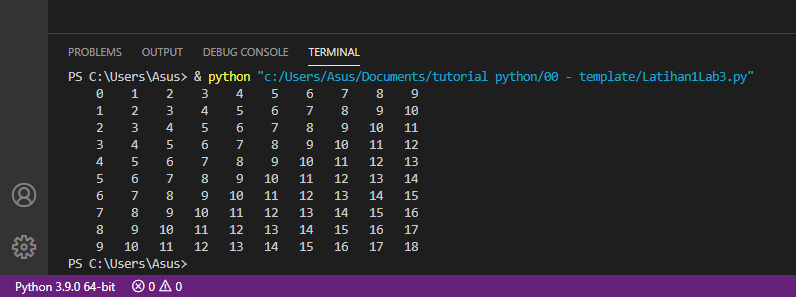 PROBLEMS OUTPUT DEBUG CONSOLE TERMINAL
PS C:\Users\Asus> & python "c:/Users/Asus/Documents/tutorial python/00 - template/Latihan1Lab3.py"
0 1 2 3 4 5 6 7 8 9
1 2 3 4 5 6 7 8 9 10
2 3 4 5 6 7 8 9 10 11
3 4 5 6 7 8 9 10 11 12
4 5 6 7 8 9 10 11 12 13
5 6 7 8 9 10 11 12 13 14
6 7 8 9 10 11 12 13 14 15
7 8 9 10 11 12 13 14 15 16
8 9 10 11 12 13 14 15 16 17
9 10 11 12 13 14 15 16 17 18
PS C:\Users\Asus>
Python 3.9.0 64-bit 0 0